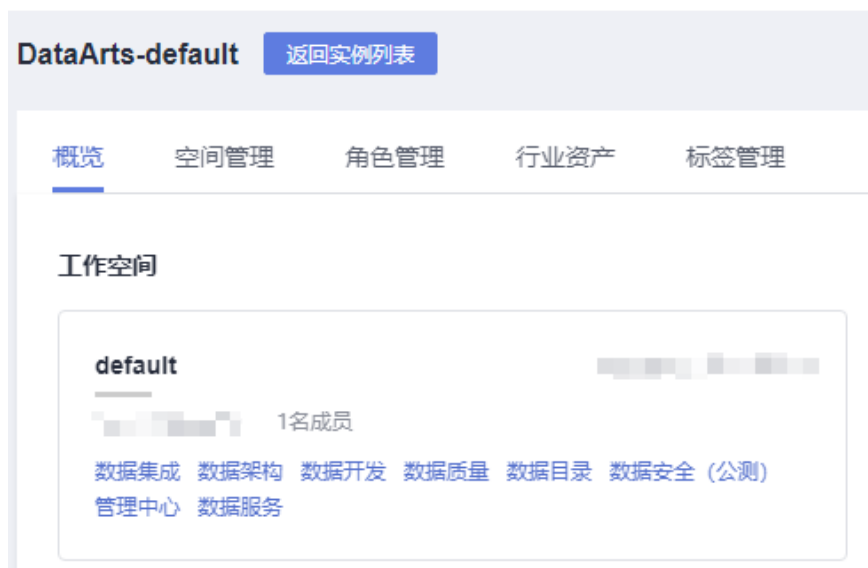 DataArts-default 返回实例列表
概览 空间管理 角色管理 行业资产 标签管理
工作空间
default
1名成员
数据集成 数据架构 数据开发 数据质量 数据目录 数据安全（公测）
管理中心 数据服务